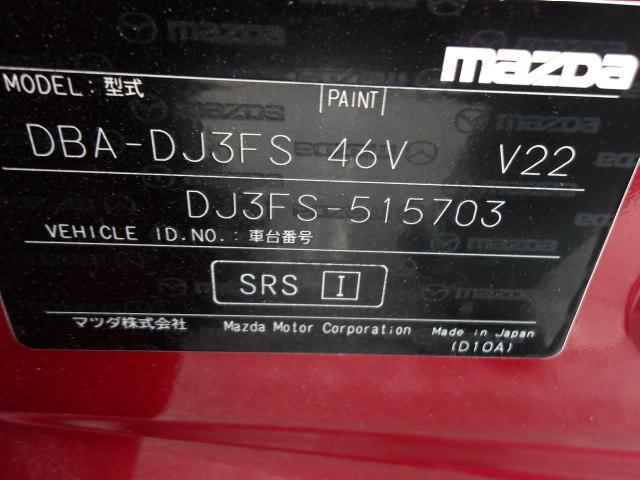 mazda
MODEL : 型式 PAINT
DBA-DJ3FS 46V V22
DJ3FS-515703
VEHICLE ID.NO. : 車台番号
SRS I
マツダ株式会社 Mazda Motor Corporation Made in Japan
(D10A)